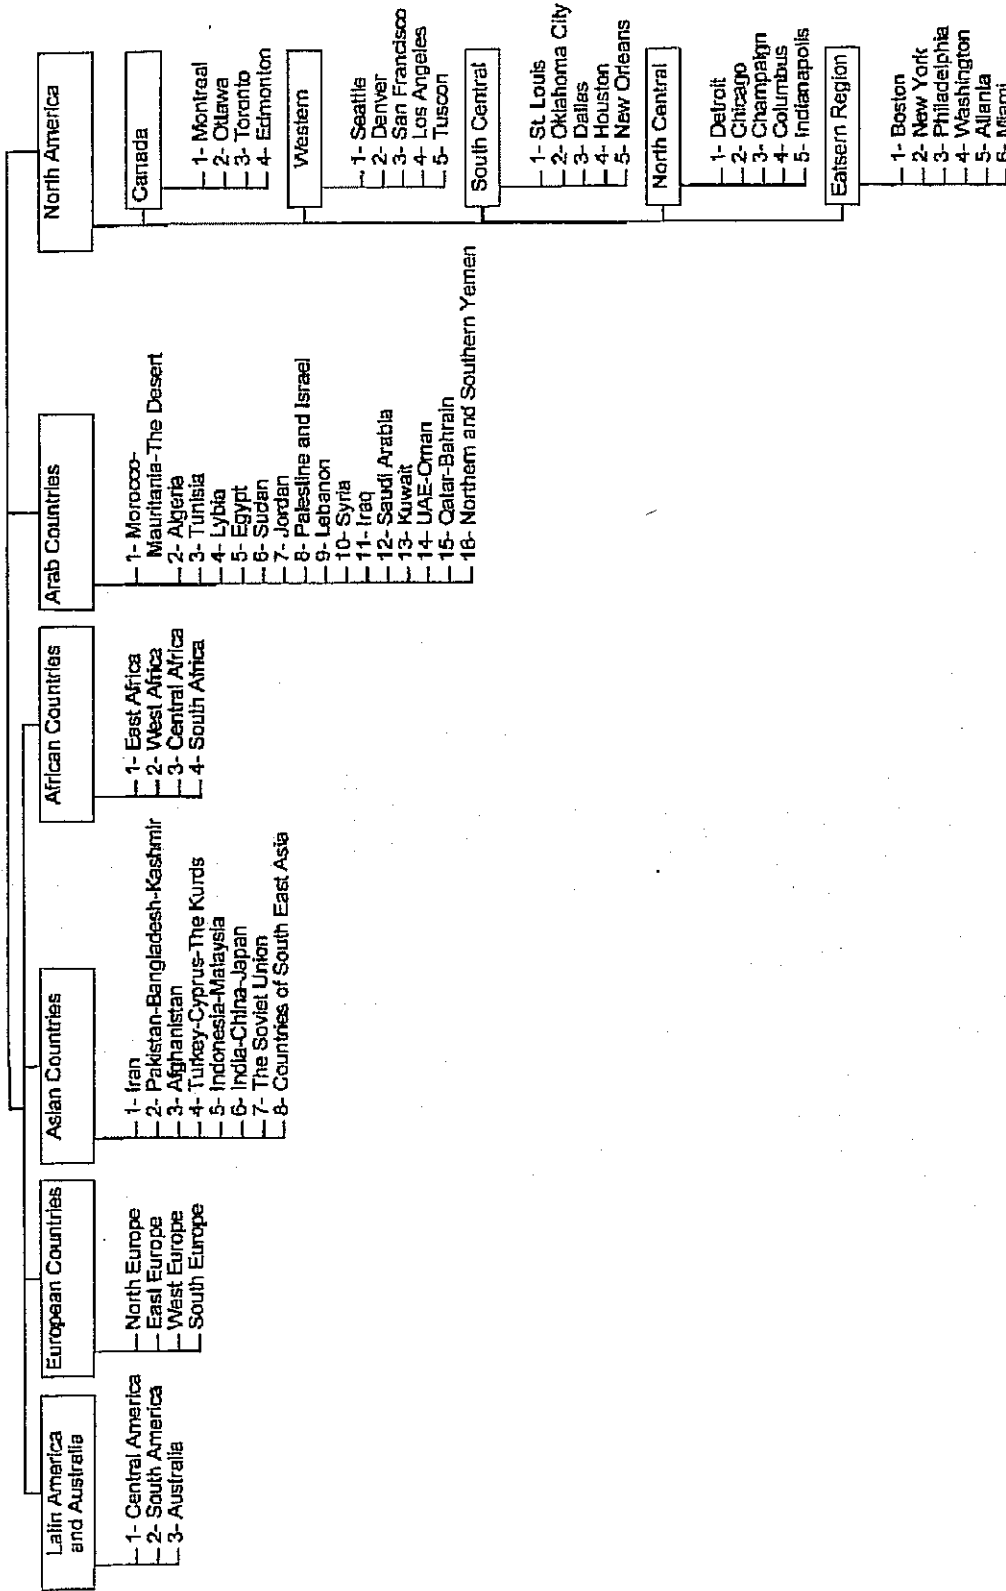 Latin America
and Australia
1- Central America
2- South America
3- Australia
European Countries
North Europe
East Europe
West Europe
South Europe
Asian Countries
1- Iran
2- Pakistan-Bangladesh-Kashmir
3- Afghanistan
4- Turkey-Cyprus-The Kurds
5- Indonesia-Malaysia
6- India-China-Japan
7- The Soviet Union
8- Countries of South East Asia
African Countries
1- East Africa
2- West Africa
3- Central Africa
4- South Africa
Arab Countries
1- Morocco-
Mauritania-The Desert
2- Algeria
3- Tunisia
4- Lybia
5- Egypt
6- Sudan
7- Jordan
8- Palestine and Israel
9- Lebanon
10- Syria
11- Iraq
12- Saudi Arabia
13- Kuwait
14- UAE-Oman
15- Qatar-Bahrain
16- Northern and Southern Yemen
North America
Canada
1- Montreal
2- Ottawa
3- Toronto
4- Edmonton
Western
1- Seattle
2- Denver
3- San Francisco
4- Los Angeles
5- Tuscon
South Central
1- St. Louis
2- Oklahoma City
3- Dallas
4- Houston
5- New Orleans
North Central
1- Detroit
2- Chicago
3- Champaign
4- Columbus
5- Indianapolis
Eatsern Region
1- Boston
2- New York
3- Philadelphia
4- Washington
5- Atlanta
6- Miami